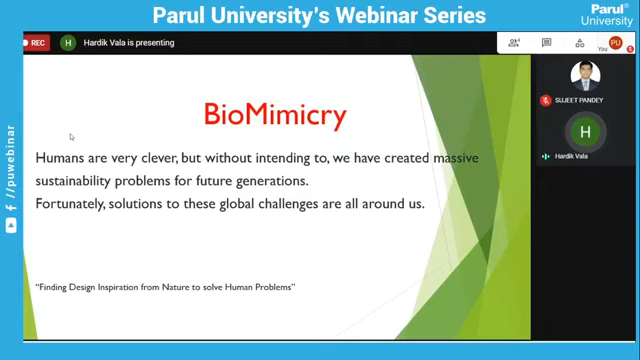 Parul University's Webinar Series
Parul®
University
REC
H
Hardik Vala is presenting
You
PU
BioMimicry
Humans are very clever, but without intending to, we have created massive
sustainability problems for future generations.
Fortunately, solutions to these global challenges are all around us.
"Finding Design Inspiration from Nature to solve Human Problems"
SUJEET PANDEY
H
Hardik Vala
/puwebinar